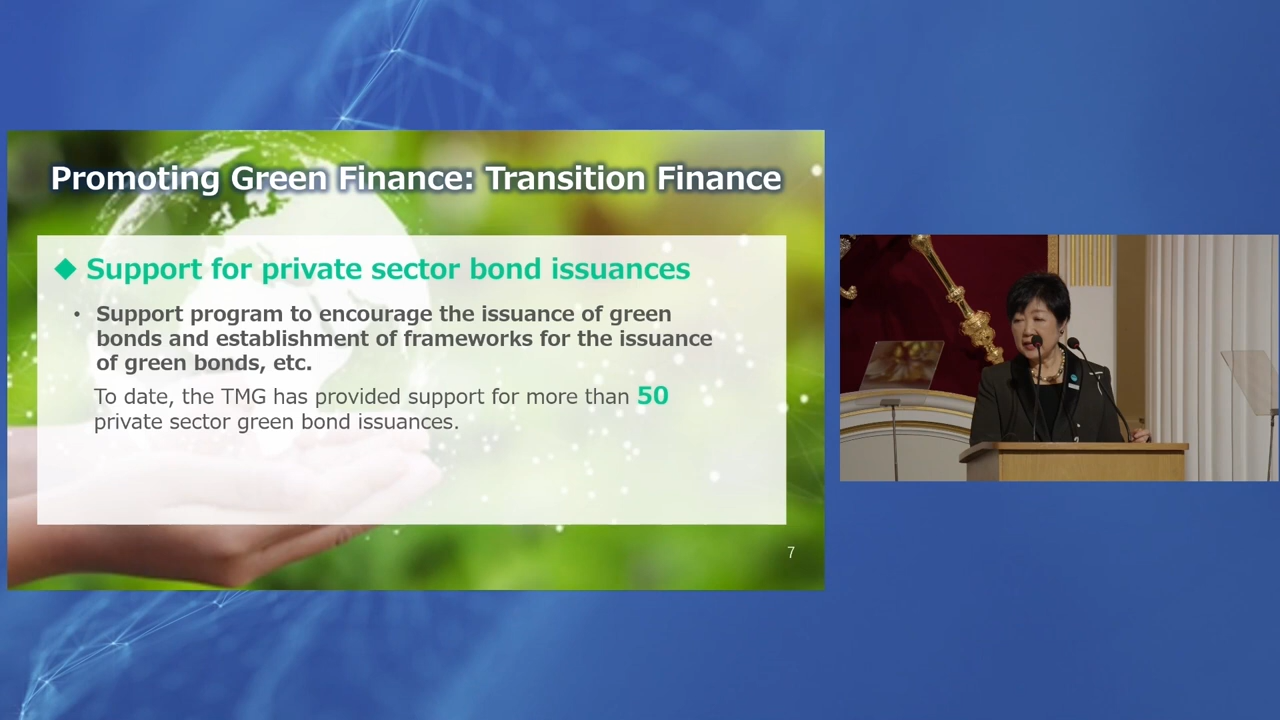 Promoting Green Finance: Transition Finance
◆ Support for private sector bond issuances
• Support program to encourage the issuance of green
bonds and establishment of frameworks for the issuance
of green bonds, etc.
To date, the TMG has provided support for more than 50
private sector green bond issuances.
7